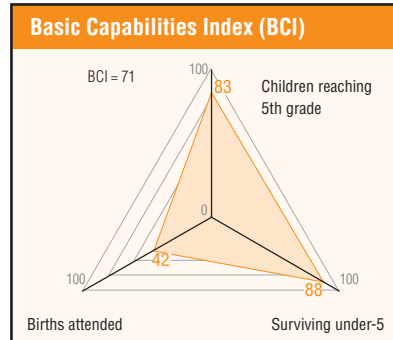 Basic Capabilities Index (BCI)
BCI = 71
100
83
Children reaching
5th grade
0
42
100
100
88
Births attended
Surviving under-5